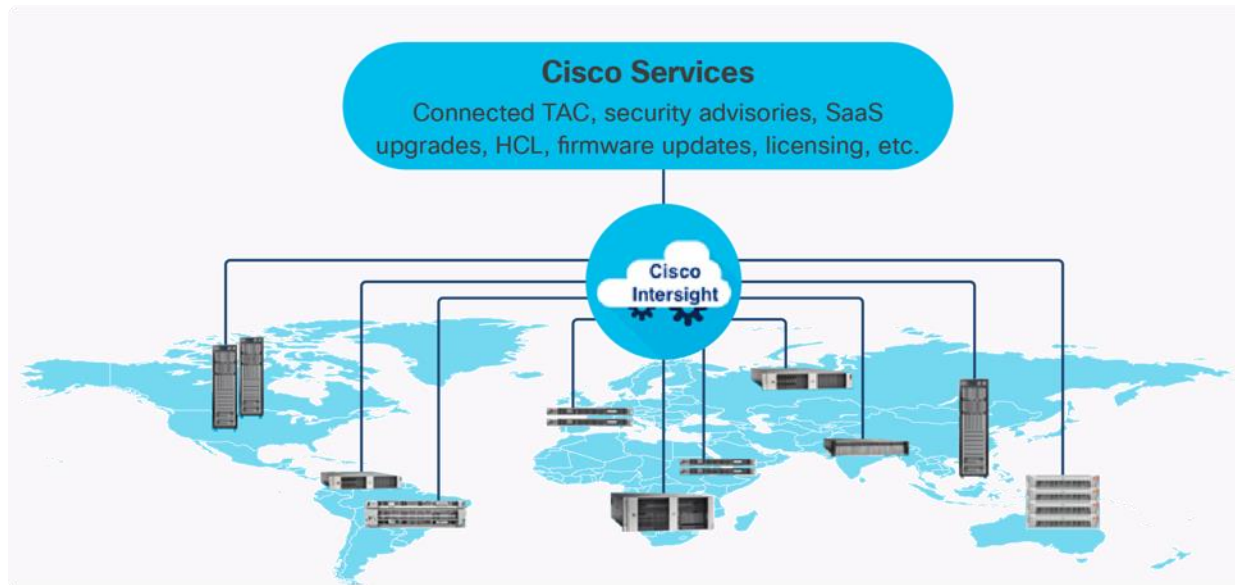 Cisco Services
Connected TAC, security advisories, SaaS
upgrades, HCL, firmware updates, licensing, etc.
Cisco
Intersight